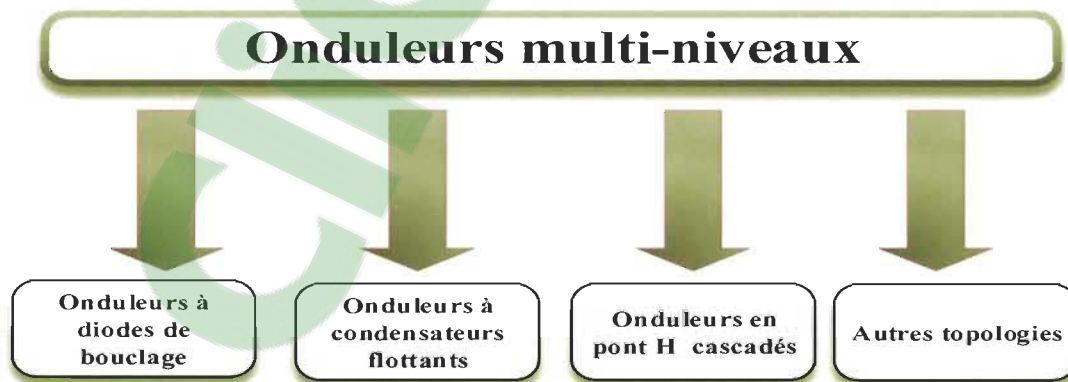 Onduleurs multi-niveaux
Onduleurs à
diodes de
bouclage
Onduleurs à
condensateurs
flottants
Onduleurs en
pont H cascadés
Autres topologies